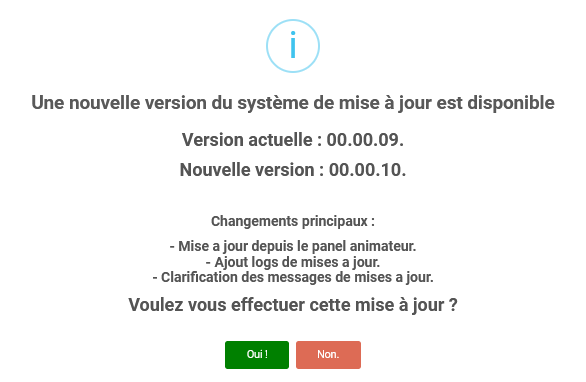 i
Une nouvelle version du système de mise à jour est disponible
Version actuelle : 00.00.09.
Nouvelle version : 00.00.10.
Changements principaux :
- Mise a jour depuis le panel animateur.
- Ajout logs de mises a jour.
- Clarification des messages de mises a jour.
Voulez vous effectuer cette mise à jour ?
Oui ! Non.